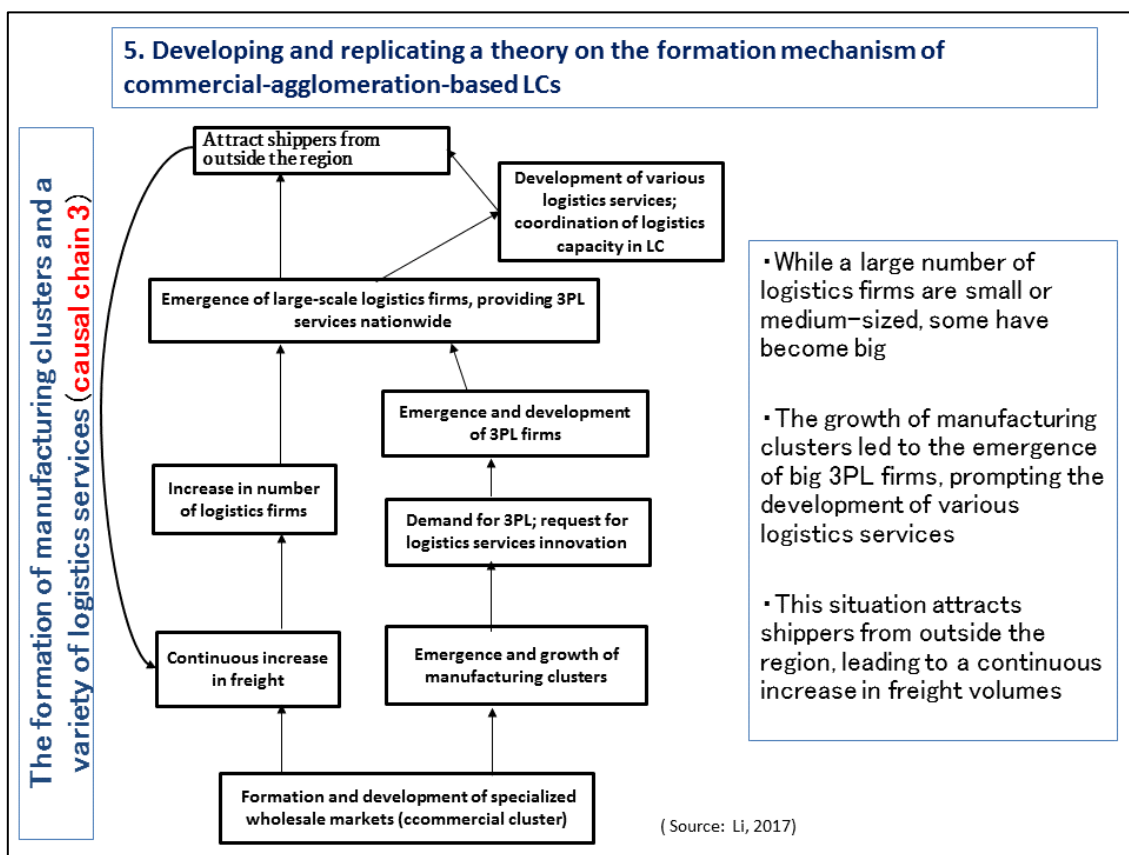 5. Developing and replicating a theory on the formation mechanism of
commercial-agglomeration-based LCs
The formation of manufacturing clusters and a
variety of logistics services (causal chain 3)
Attract shippers from
outside the region
Development of various
logistics services;
coordination of logistics
capacity in LC
Emergence of large-scale logistics firms, providing 3PL
services nationwide
Emergence and development
of 3PL firms
Increase in number
of logistics firms
Demand for 3PL; request for
logistics services innovation
Continuous increase
in freight
Emergence and growth of
manufacturing clusters
Formation and development of specialized
wholesale markets (ccommercial cluster)
・While a large number of
logistics firms are small or
medium-sized, some have
become big
・The growth of manufacturing
clusters led to the emergence
of big 3PL firms, prompting the
development of various
logistics services
・This situation attracts
shippers from outside the
region, leading to a continuous
increase in freight volumes
( Source: Li, 2017)